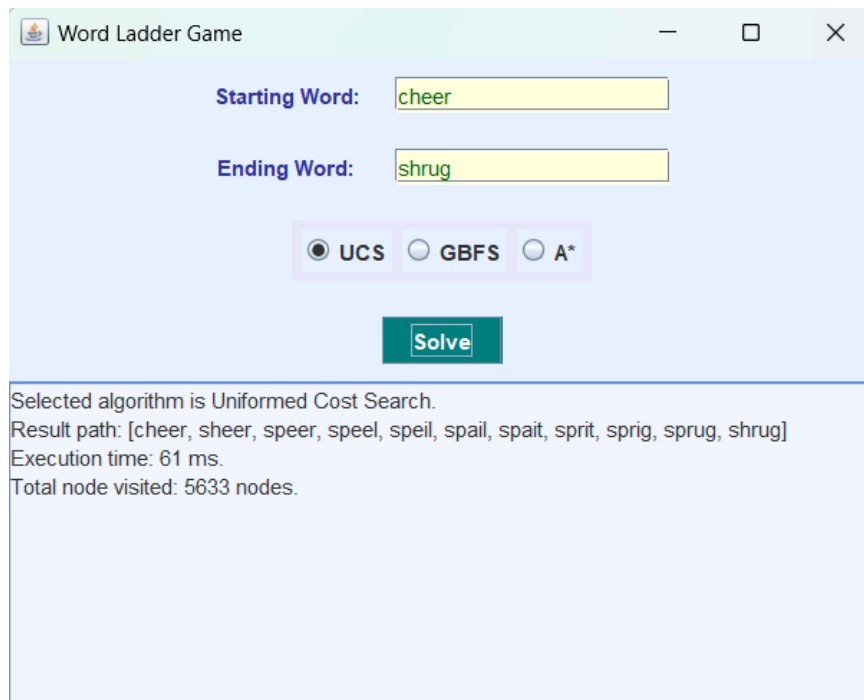 Word Ladder Game
Starting Word: cheer
Ending Word: shrug
UCS GBFS A*
Solve
Selected algorithm is Uniformed Cost Search.
Result path: [cheer, sheer, speer, speel, speil, spail, spait, sprit, sprig, sprug, shrug]
Execution time: 61 ms.
Total node visited: 5633 nodes.